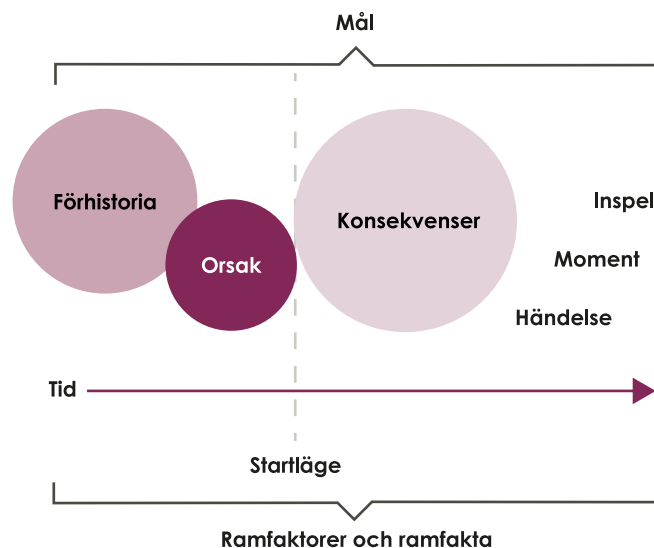 Mål
Förhistoria
Orsak
Konsekvenser
Inspel
Moment
Händelse
Tid
Startläge
Ramfaktorer och ramfakta